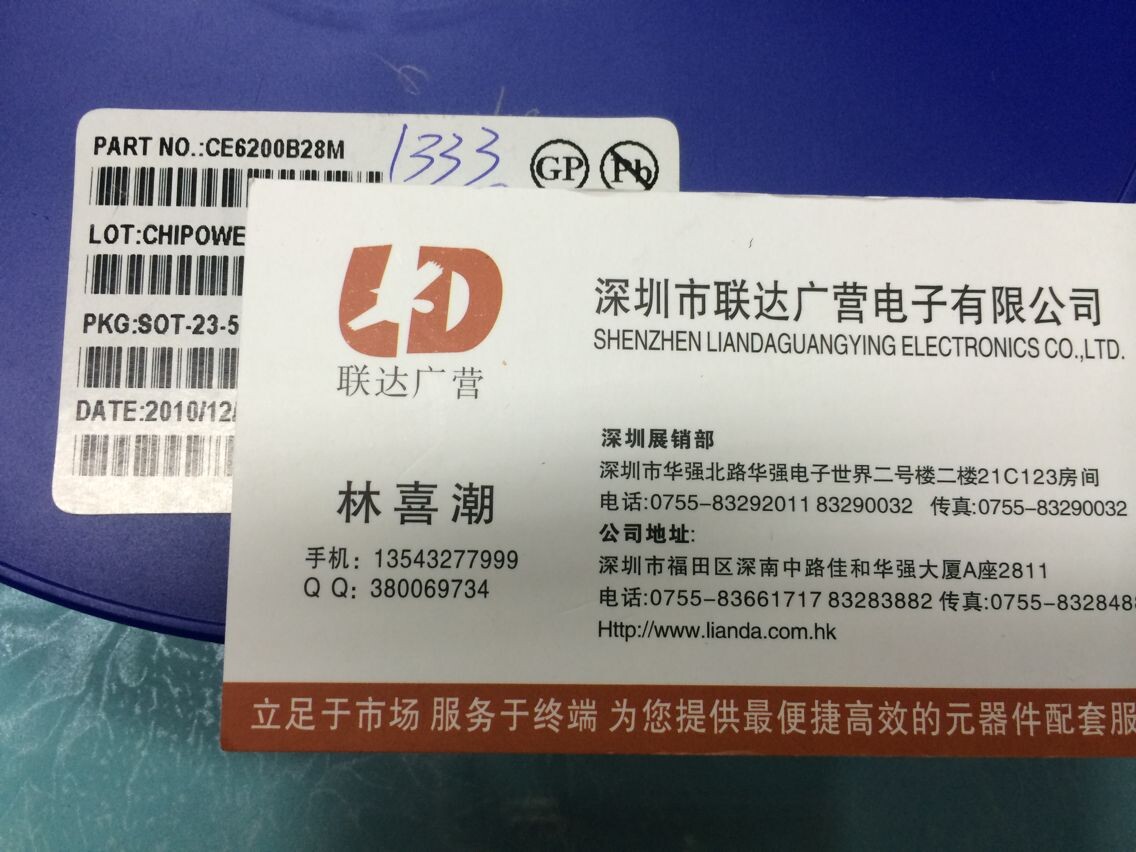 PART NO.:CE6200B28M
1333
GP
Pb
LOT:CHIPOWE
PKG:SOT-23-5
DATE:2010/12/
LD
联达广营
林喜潮
手机：13543277999
QQ：380069734
深圳市联达广营电子有限公司
SHENZHEN LIANDAGUANGYING ELECTRONICS CO.,LTD.
深圳展销部
深圳市华强北路华强电子世界二号楼二楼21C123房间
电话:0755-83292011 83290032 传真:0755-83290032
公司地址:
深圳市福田区深南中路佳和华强大厦A座2811
电话:0755-83661717 83283882 传真:0755-8328488
Http://www.lianda.com.hk
立足于市场 服务于终端 为您提供最便捷高效的元器件配套服